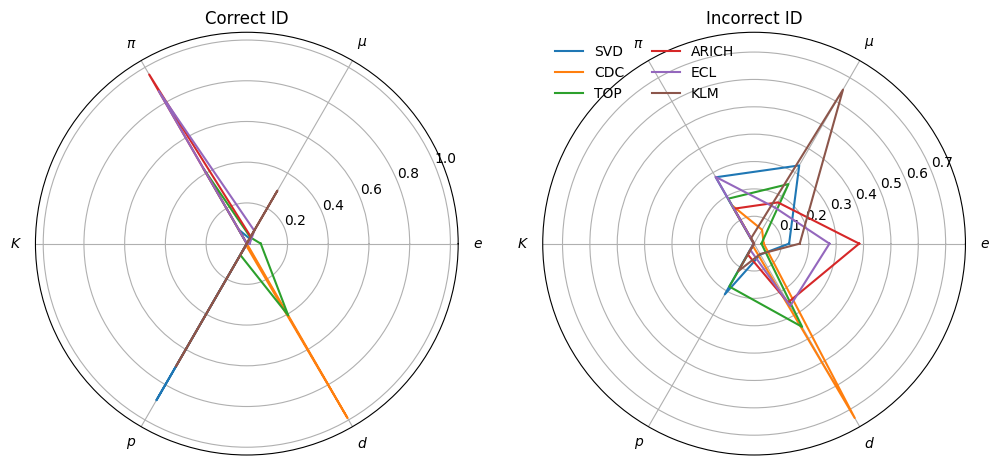 Correct ID
π
μ
K
e
p
d
0.2
0.4
0.6
0.8
1.0
Incorrect ID
SVD
CDC
TOP
ARICH
ECL
KLM
π
μ
K
e
p
d
0.1
0.2
0.3
0.4
0.5
0.6
0.7